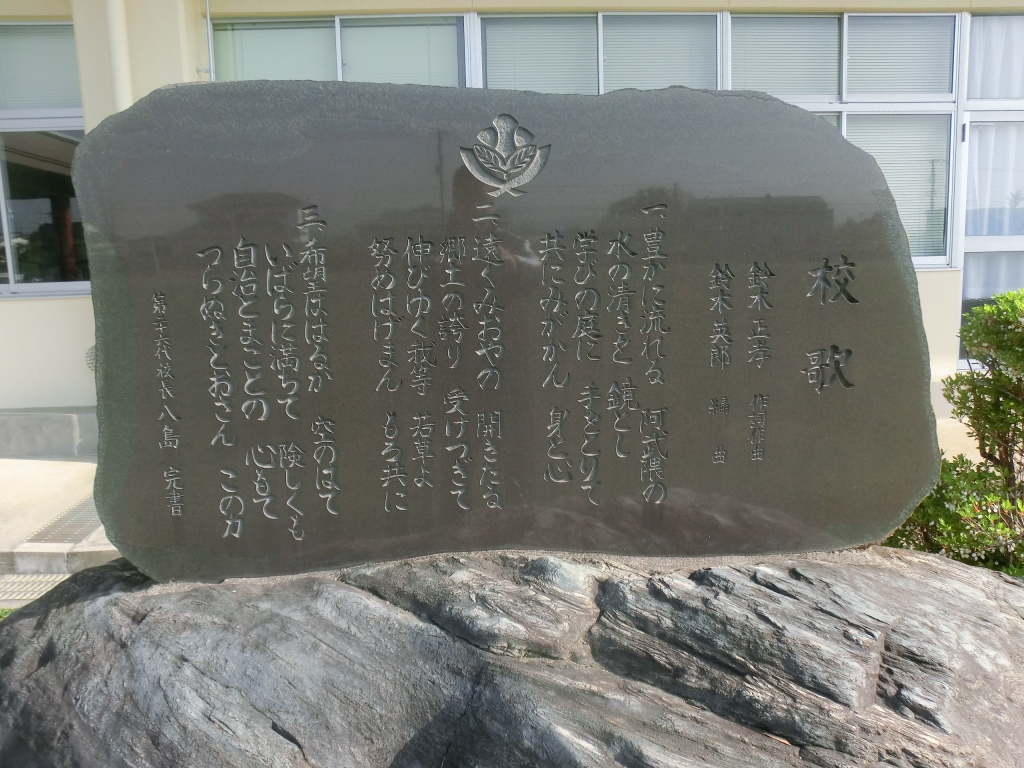 校歌
鈴木正孝 作詞作曲
鈴木英郎 編曲
一、豊かに流れる 阿武隈の
水の清さを 鏡とし
学びの庭に 手をとりて
共にみがかん 身と心
二、遠くみおやの 開きたる
郷土の誇り 受けつぎて
伸びゆく我等 若草よ
努めはげまん もろ共に
三、希望ははるか 空のはて
いばらに満ちて 険しくも
自治とまことの 心もて
つらぬきとおさん この力
第二十六代校長 八島 完書